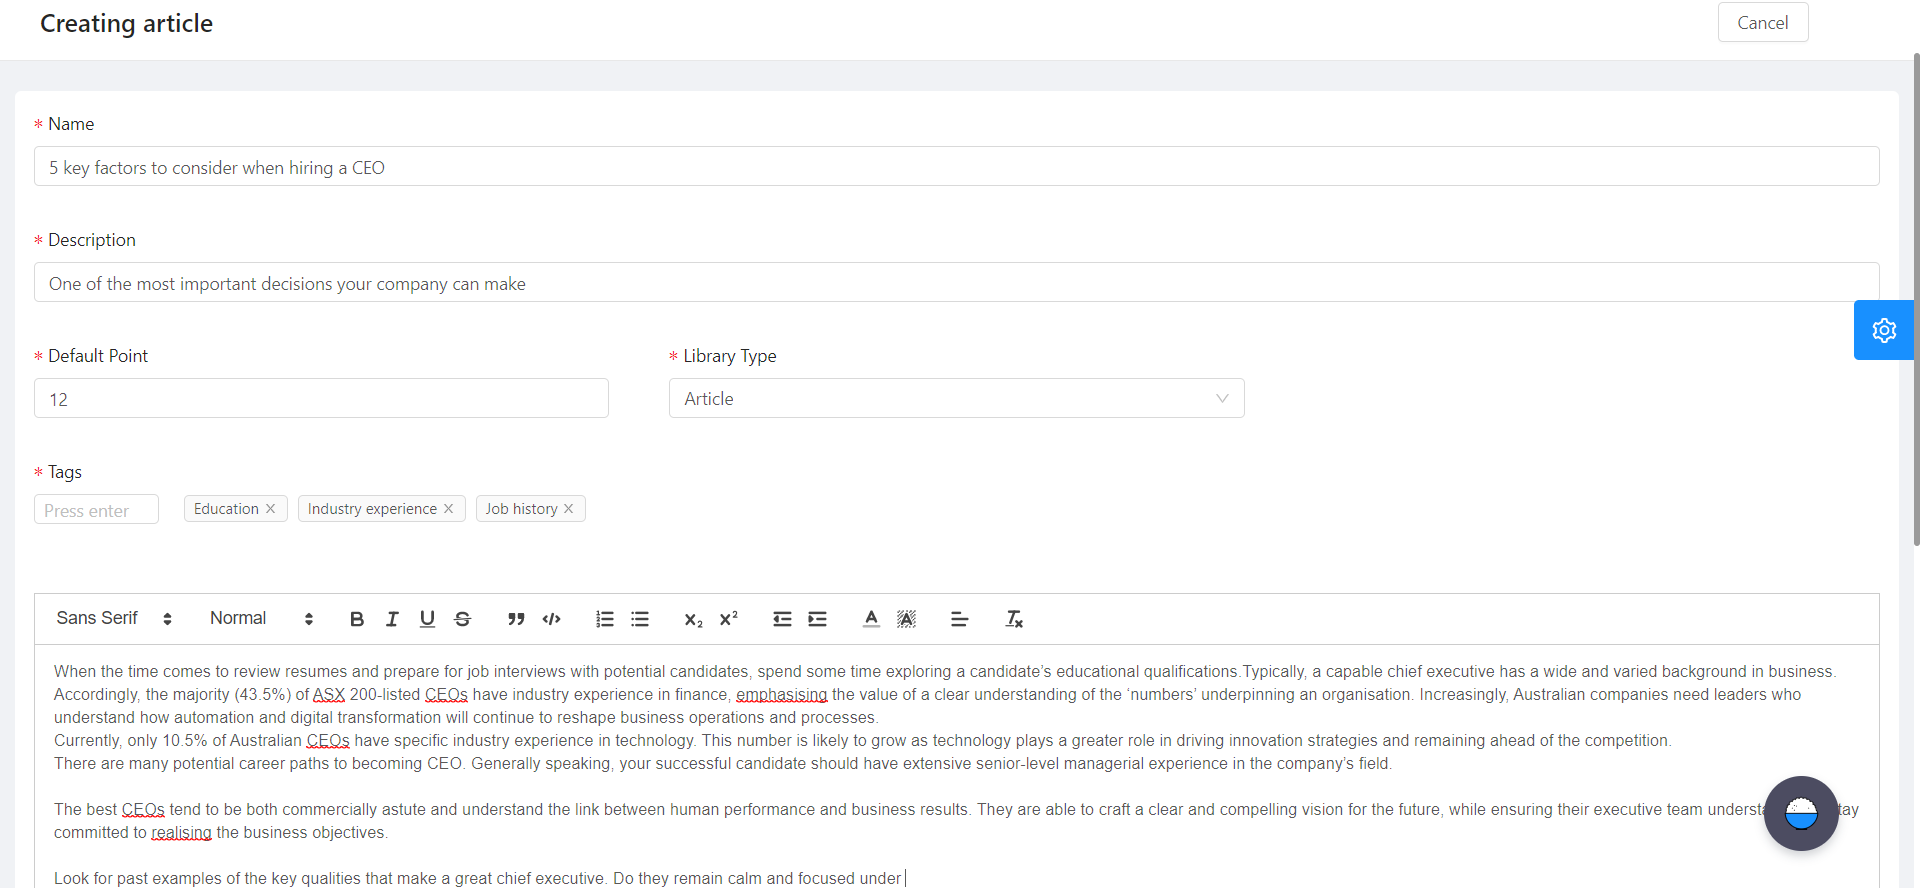 Creating article
Cancel
* Name
5 key factors to consider when hiring a CEO
* Description
One of the most important decisions your company can make
* Default Point
* Library Type
12
Article
* Tags
Press enter
Education
Industry experience
Job history
Sans Serif
Normal
When the time comes to review resumes and prepare for job interviews with potential candidates, spend some time exploring a candidate’s educational qualifications.Typically, a capable chief executive has a wide and varied background in business.
Accordingly, the majority (43.5%) of ASX 200-listed CEOs have industry experience in finance, emphasising the value of a clear understanding of the ‘numbers’ underpinning an organisation. Increasingly, Australian companies need leaders who
understand how automation and digital transformation will continue to reshape business operations and processes.
Currently, only 10.5% of Australian CEOs have specific industry experience in technology. This number is likely to grow as technology plays a greater role in driving innovation strategies and remaining ahead of the competition.
There are many potential career paths to becoming CEO. Generally speaking, your successful candidate should have extensive senior-level managerial experience in the company’s field.
The best CEOs tend to be both commercially astute and understand the link between human performance and business results. They are able to craft a clear and compelling vision for the future, while ensuring their executive team
committed to realising the business objectives.
Look for past examples of the key qualities that make a great chief executive. Do they remain calm and focused under